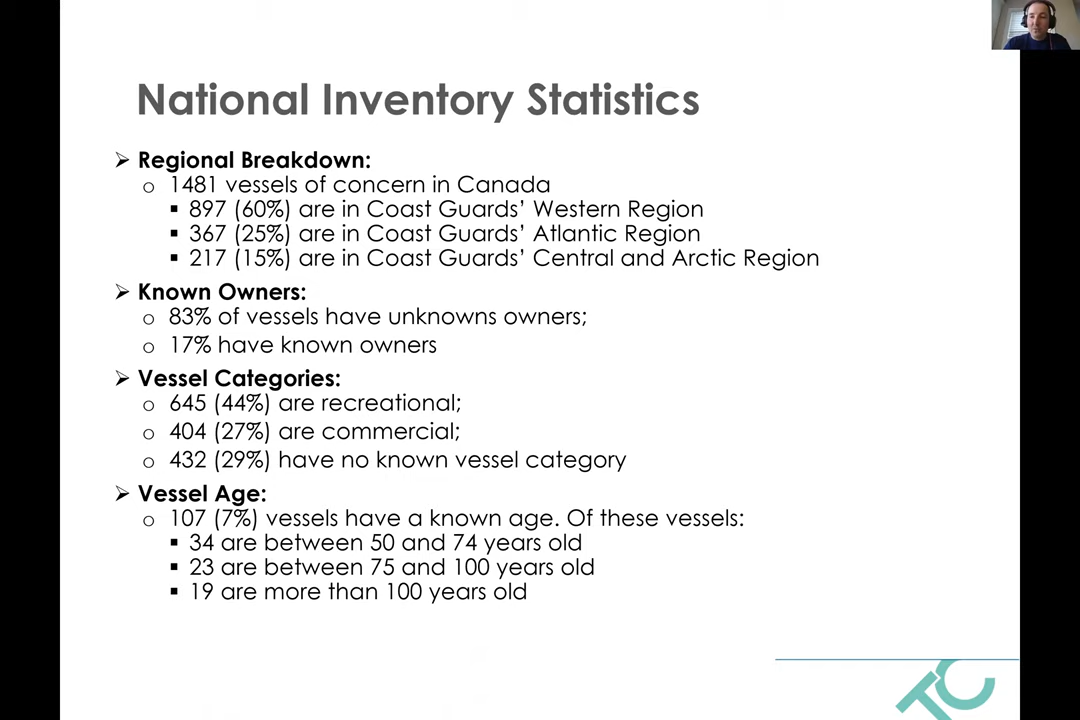 National Inventory Statistics
➢ Regional Breakdown:
o 1481 vessels of concern in Canada
▪ 897 (60%) are in Coast Guards’ Western Region
▪ 367 (25%) are in Coast Guards’ Atlantic Region
▪ 217 (15%) are in Coast Guards’ Central and Arctic Region
➢ Known Owners:
o 83% of vessels have unknowns owners;
o 17% have known owners
➢ Vessel Categories:
o 645 (44%) are recreational;
o 404 (27%) are commercial;
o 432 (29%) have no known vessel category
➢ Vessel Age:
o 107 (7%) vessels have a known age. Of these vessels:
▪ 34 are between 50 and 74 years old
▪ 23 are between 75 and 100 years old
▪ 19 are more than 100 years old
TC